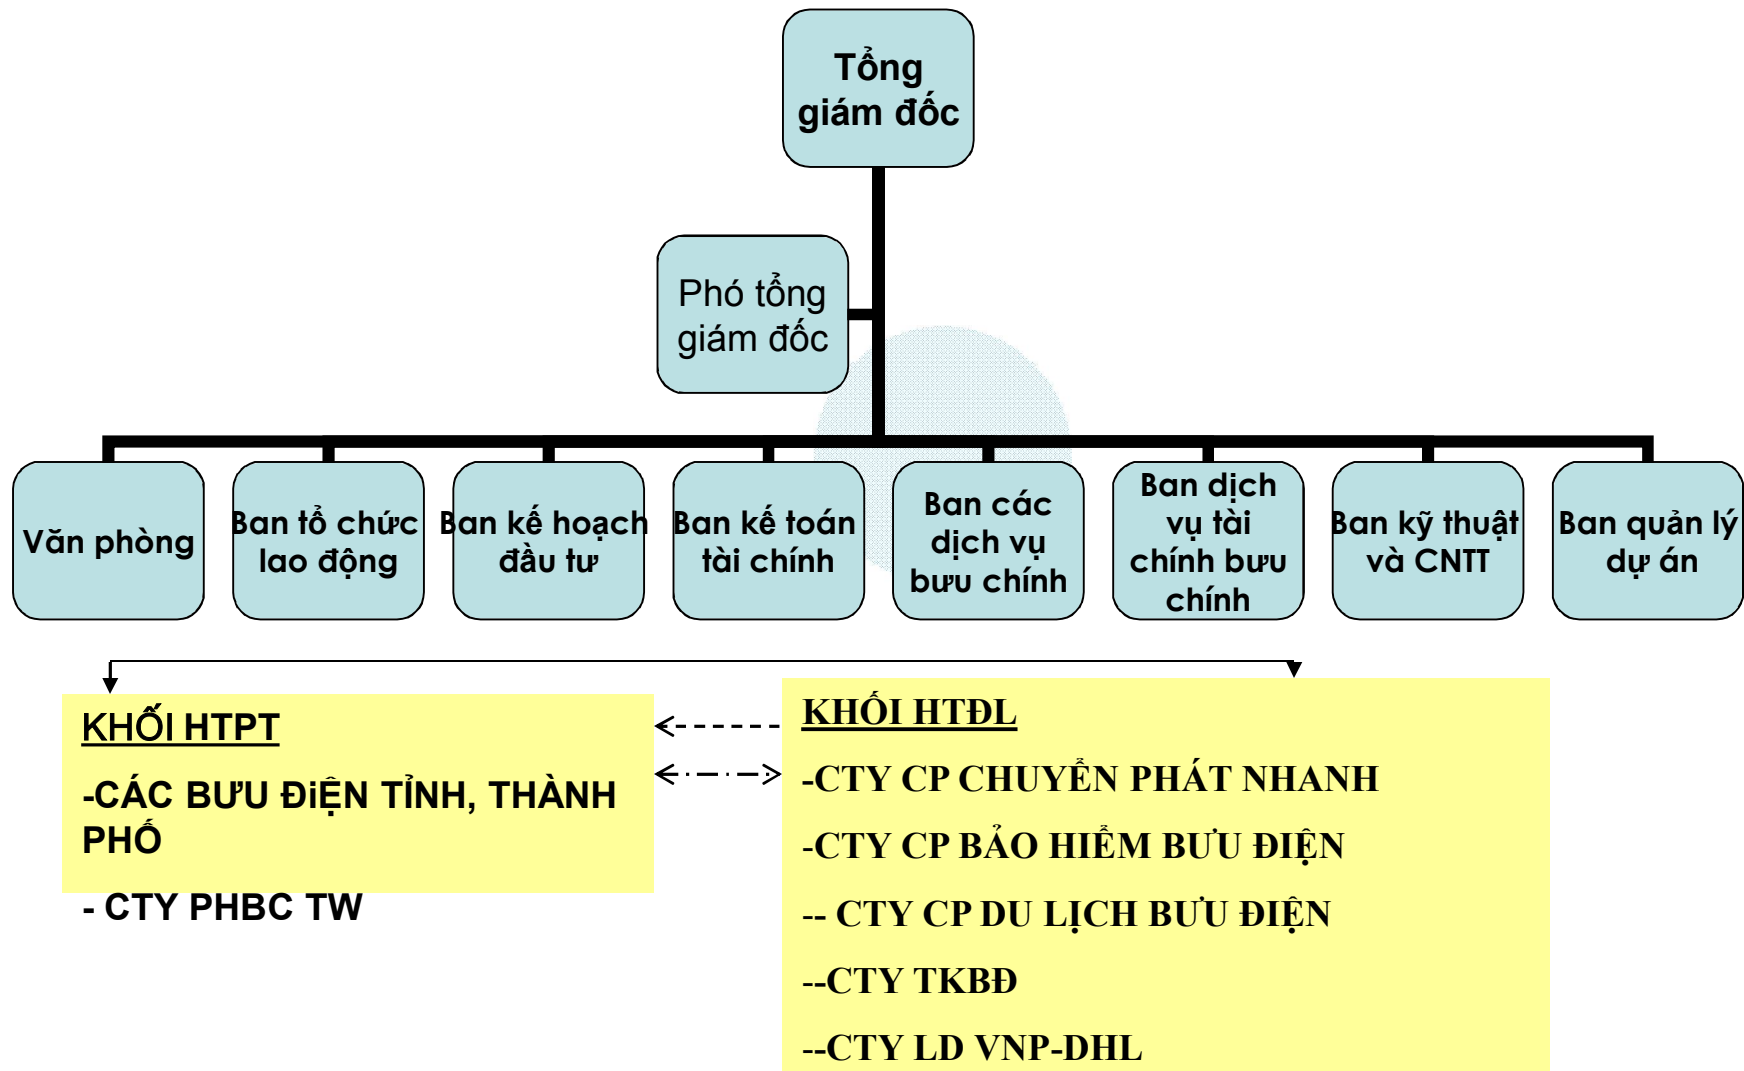 Tổng
giám đốc
Phó tổng
giám đốc
Văn phòng
Ban tổ chức
lao động
Ban kế hoạch
đầu tư
Ban kế toán
tài chính
Ban các
dịch vụ
bưu chính
Ban dịch
vụ tài
chính bưu
chính
Ban kỹ thuật
và CNTT
Ban quản lý
dự án
KHỐI HTPT
-CÁC BƯU ĐiỆN TỈNH, THÀNH
PHỐ
- CTY PHBC TW
KHỐI HTĐL
-CTY CP CHUYỂN PHÁT NHANH
-CTY CP BẢO HIỂM BƯU ĐIỆN
-- CTY CP DU LỊCH BƯU ĐIỆN
--CTY TKBĐ
--CTY LD VNP-DHL